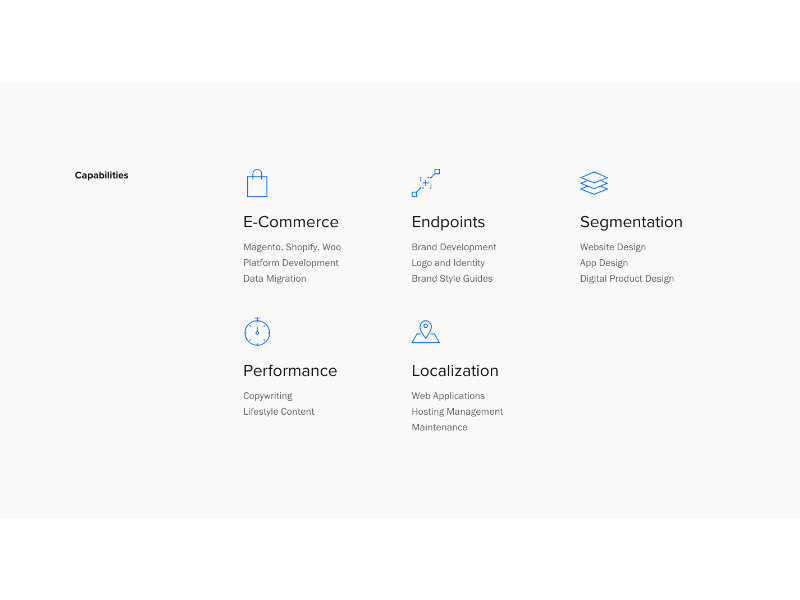 Capabilities
E-Commerce
Magento, Shopify, Woo
Platform Development
Data Migration
Endpoints
Brand Development
Logo and Identity
Brand Style Guides
Segmentation
Website Design
App Design
Digital Product Design
Performance
Copywriting
Lifestyle Content
Localization
Web Applications
Hosting Management
Maintenance